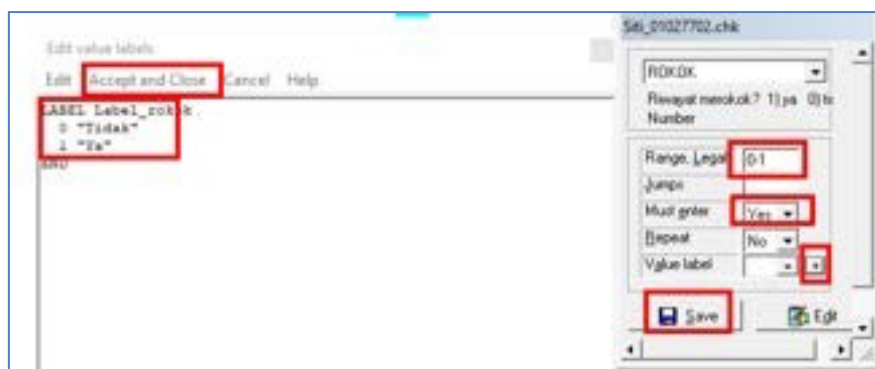 Edit value labels
Edit Accept and Close Cancel Help
LABEL Label_rokok
0 "Tidak"
1 "Ya"
END
Siti_01027702.chk
ROKOK
Riwayat merokok? 1) ya 0) ti
Number
Range, Legal 0-1
Jumps
Must enter Yes
Repeat No
Value label +
Save Edit